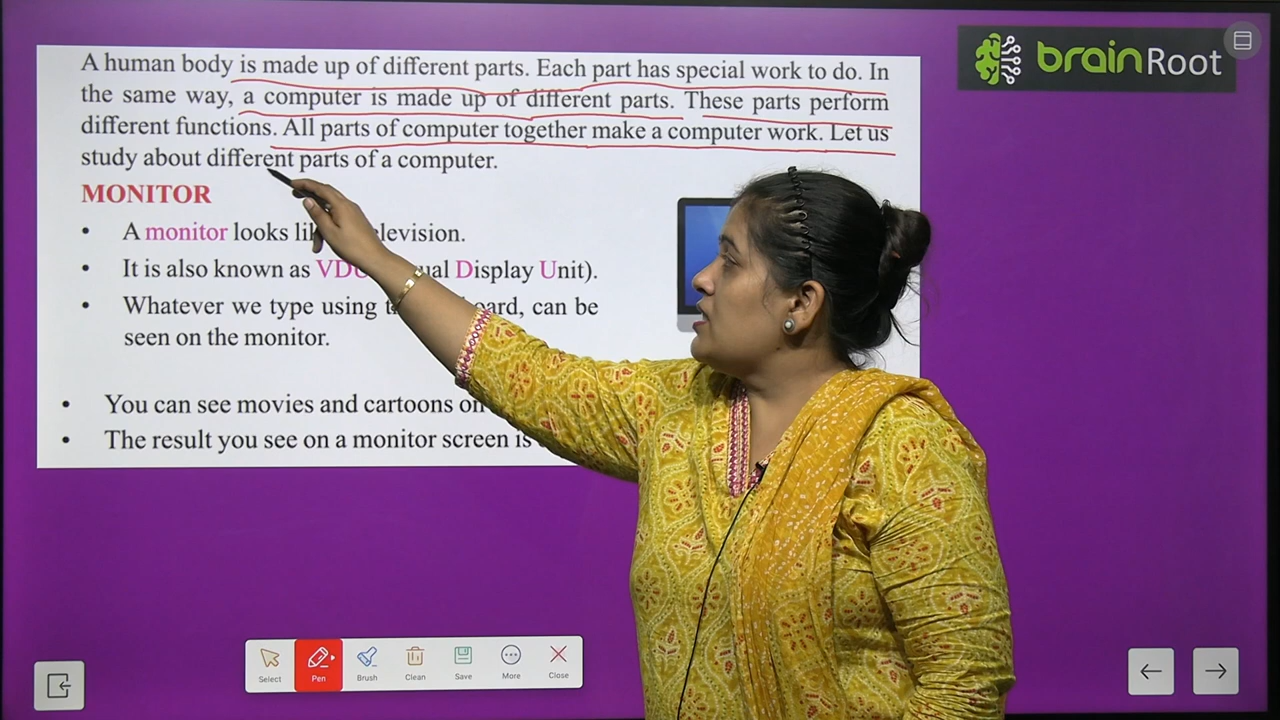 A human body is made up of different parts. Each part has special work to do. In
the same way, a computer is made up of different parts. These parts perform
different functions. All parts of computer together make a computer work. Let us
study about different parts of a computer.
MONITOR
• A monitor looks television.
• It is also known as Display Unit).
• Whatever we type using can be
seen on the monitor.
• You can see movies and cartoons on
• The result you see on a monitor screen is
brainRoot
Select Pen Brush Clean Save More Close